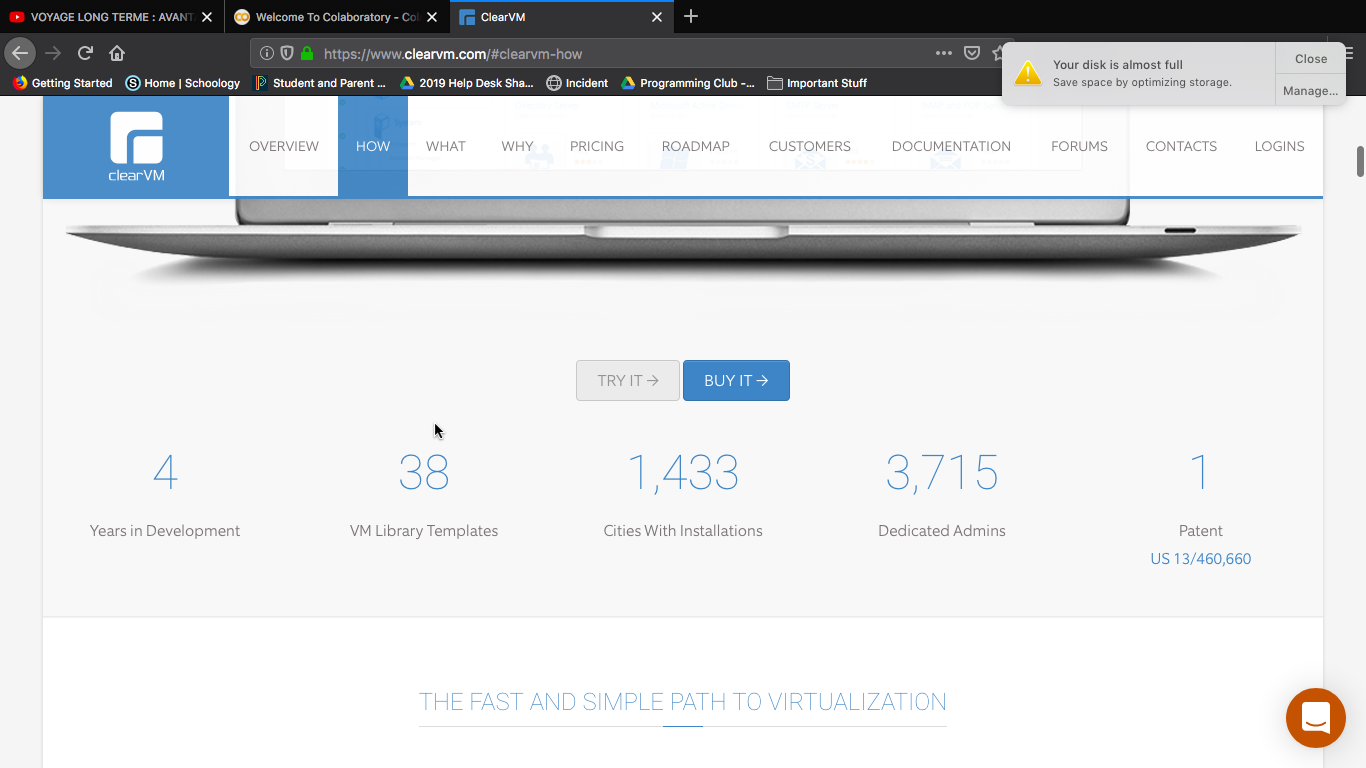 VOYAGE LONG TERME : AVANT
Welcome To Colaboratory - Col
ClearVM
https://www.clearvm.com/#clearvm-how
Getting Started
Home | Schoology
Student and Parent ...
2019 Help Desk Sha...
Incident
Programming Club -...
Important Stuff
Your disk is almost full
Save space by optimizing storage.
Close
Manage...
clearVM
OVERVIEW
HOW
WHAT
WHY
PRICING
ROADMAP
CUSTOMERS
DOCUMENTATION
FORUMS
CONTACTS
LOGINS
TRY IT →
BUY IT →
4
Years in Development
38
VM Library Templates
1,433
Cities With Installations
3,715
Dedicated Admins
1
Patent
US 13/460,660
THE FAST AND SIMPLE PATH TO VIRTUALIZATION